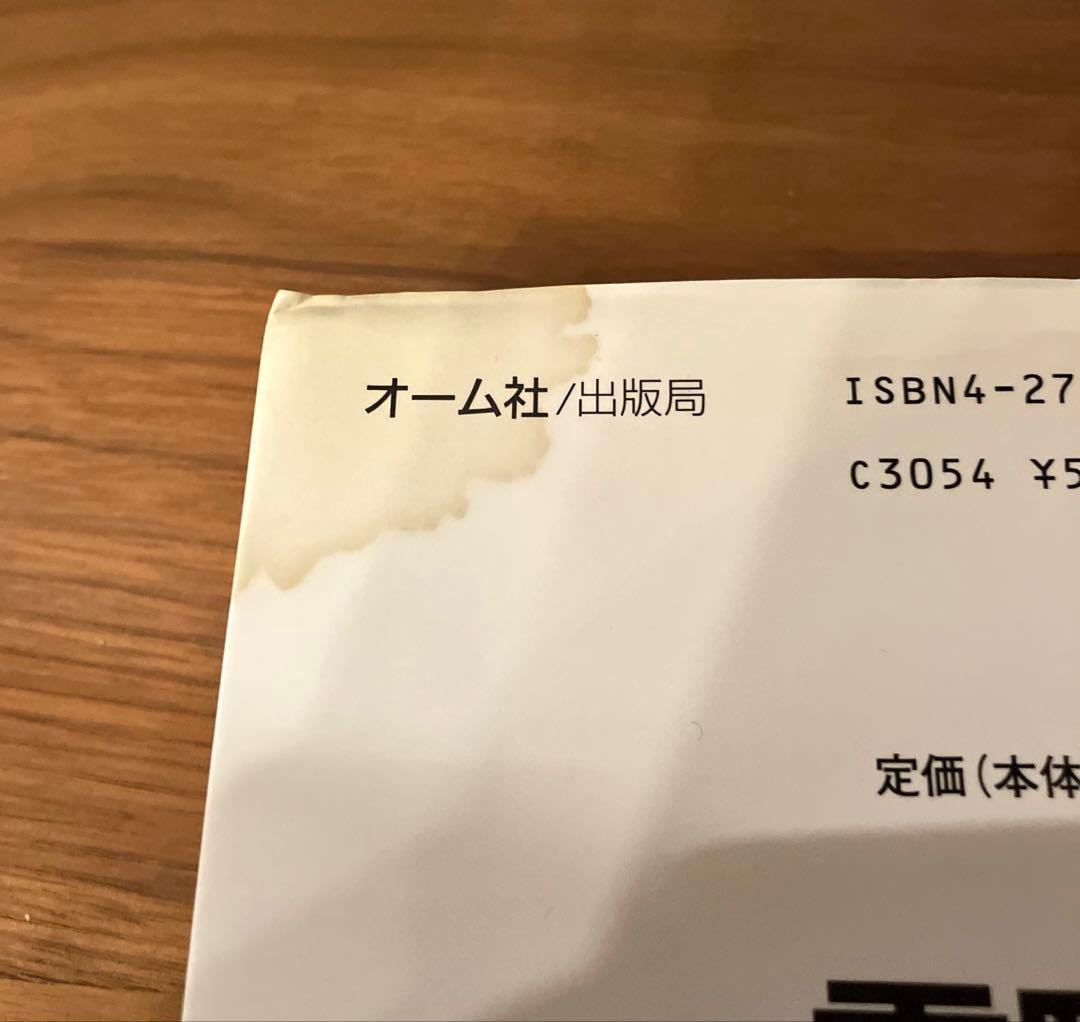 オーム社/出版局
ISBN4-27
C3054 ¥5
定価(本体